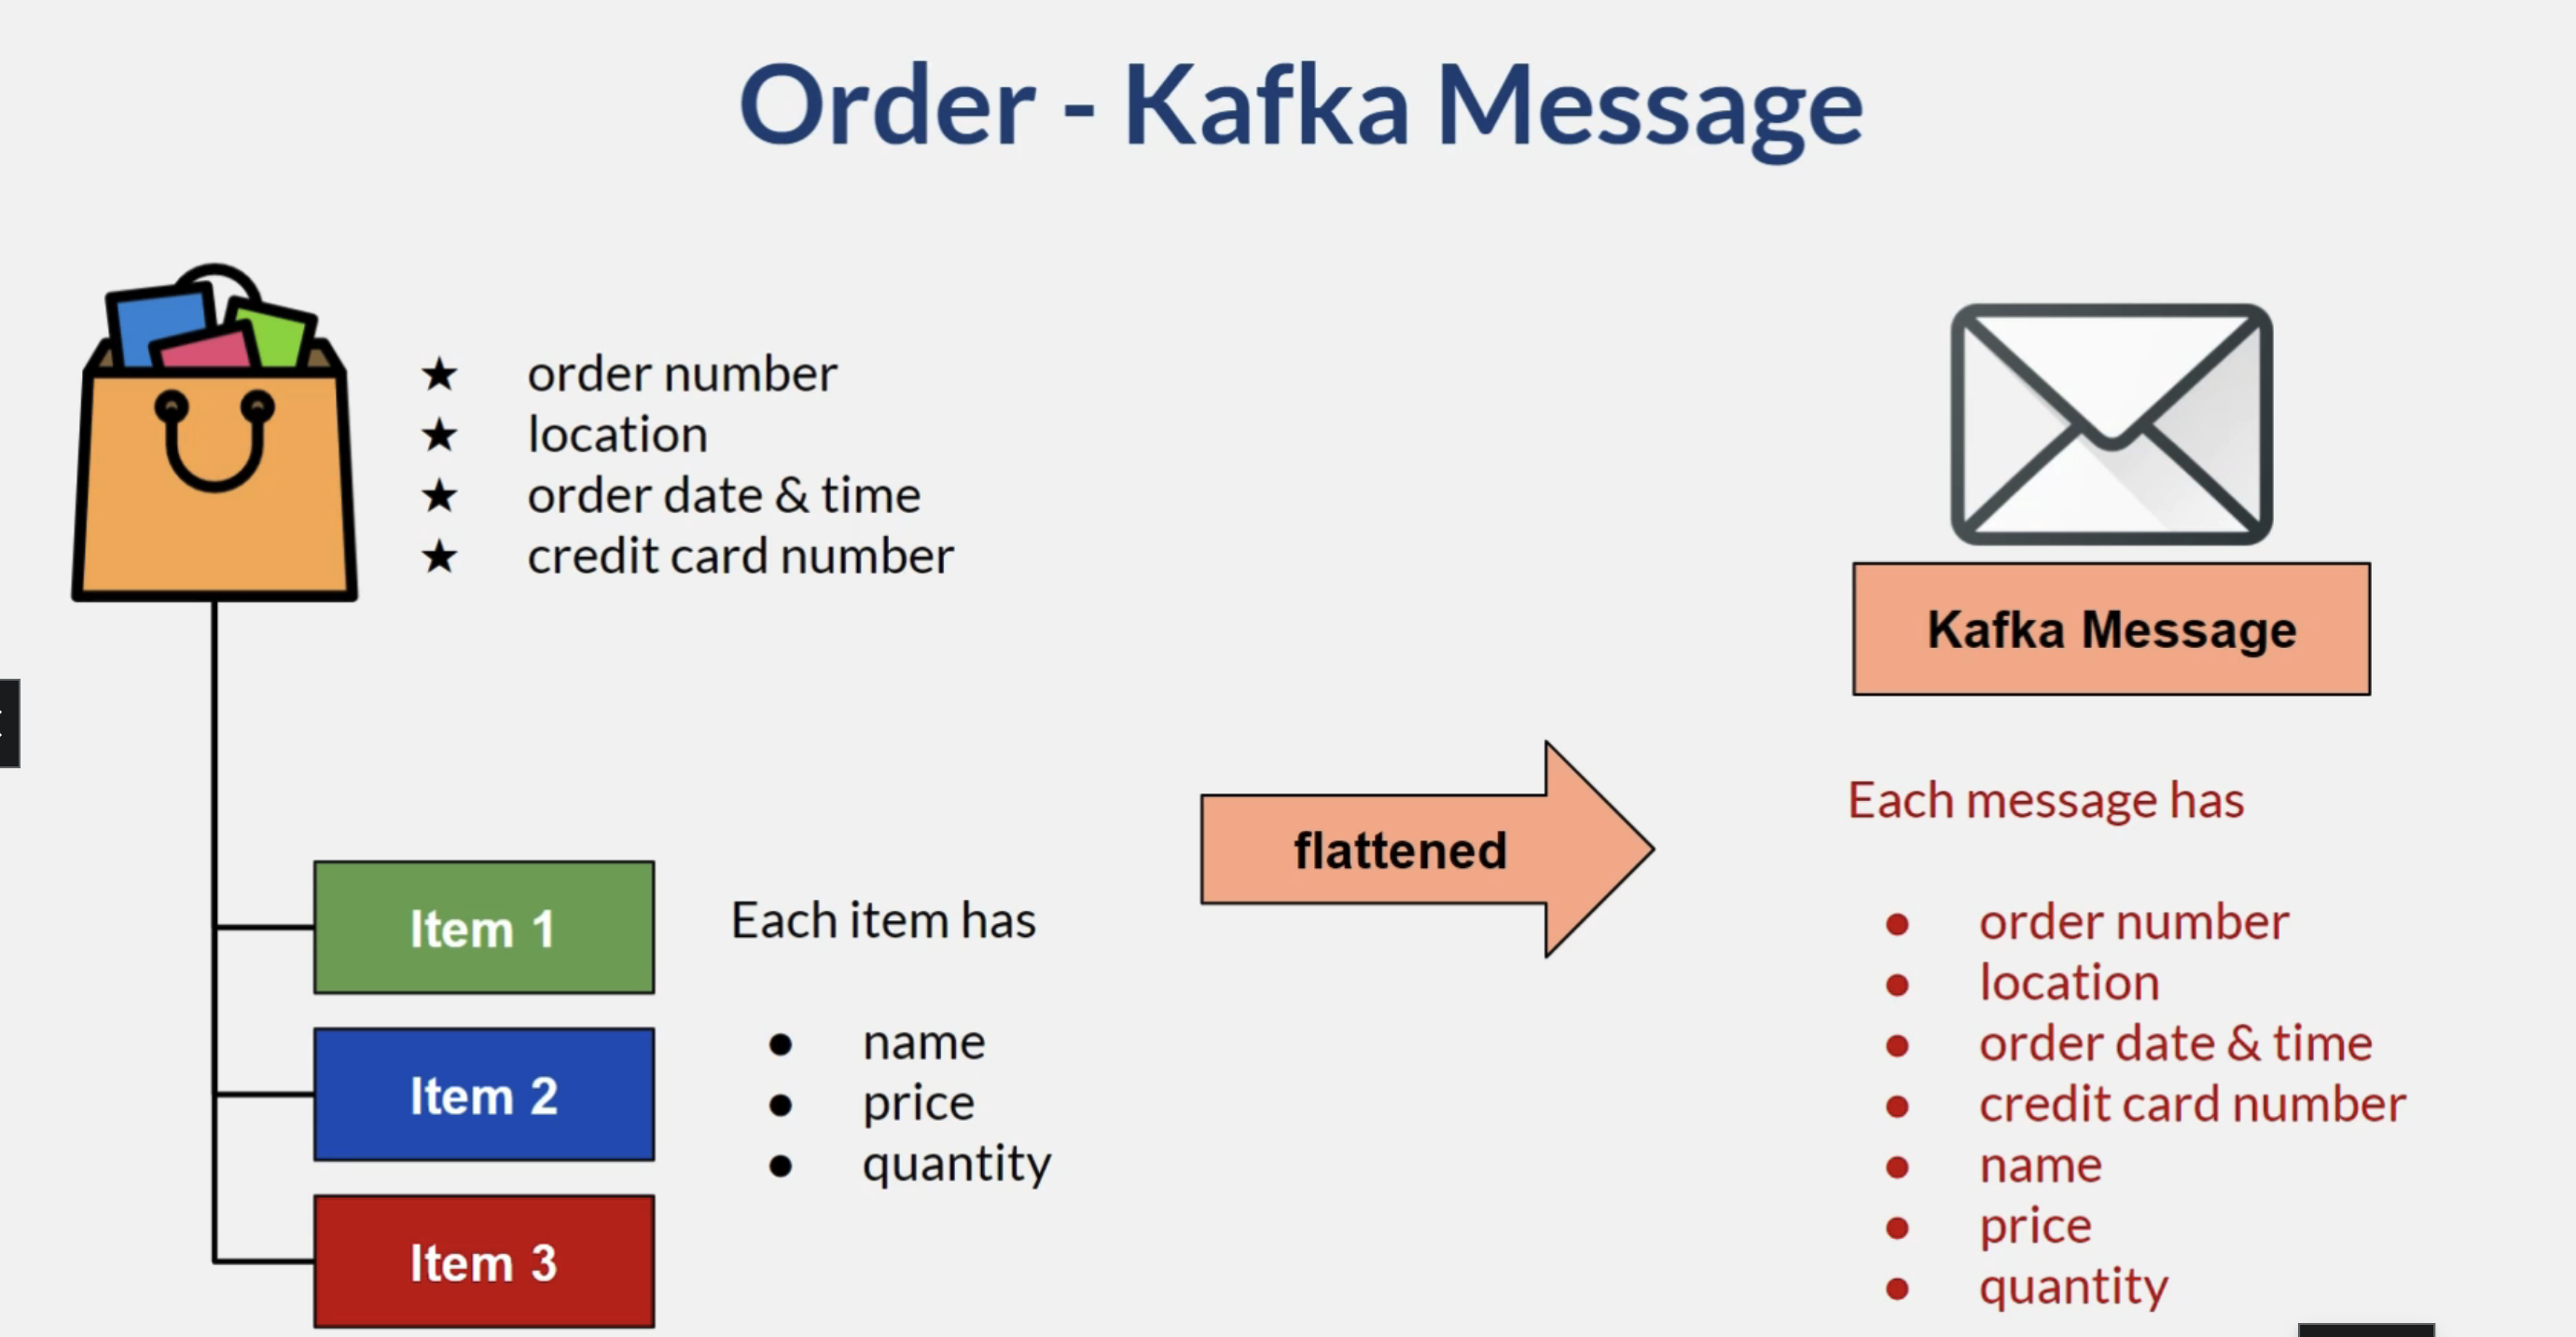 Order - Kafka Message
★ order number
★ location
★ order date & time
★ credit card number
Item 1
Item 2
Item 3
Each item has
● name
● price
● quantity
flattened
Kafka Message
Each message has
● order number
● location
● order date & time
● credit card number
● name
● price
● quantity